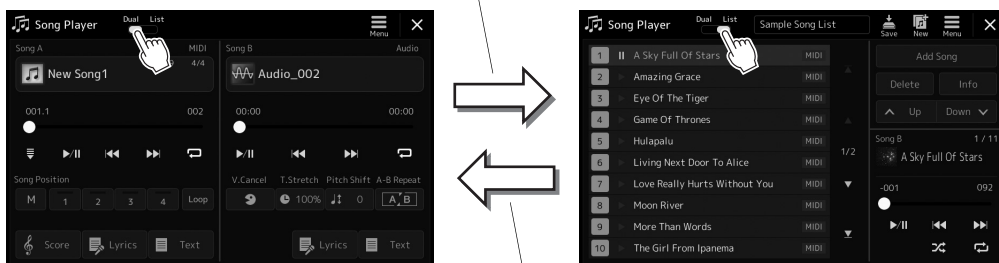 Song Player
Dual List
Menu
Song A MIDI
Song B Audio
4/4
New Song1
Audio_002
001.1 002
00:00 00:00
Song Position
V.Cancel T.Stretch Pitch Shift A-B Repeat
M 1 2 3 4 Loop
100% 0 A B
Score Lyrics Text
Lyrics Text
Song Player
Dual List
Sample Song List
Save New Menu
1 A Sky Full Of Stars MIDI
2 Amazing Grace MIDI
3 Eye Of The Tiger MIDI
4 Game Of Thrones MIDI
5 Hulapalu MIDI
6 Living Next Door To Alice MIDI
7 Love Really Hurts Without You MIDI
8 Moon River MIDI
9 More Than Words MIDI
10 The Girl From Ipanema MIDI
1/2
Add Song
Delete Info
Up Down
Song B 1 / 11
A Sky Full Of Stars
-001 092